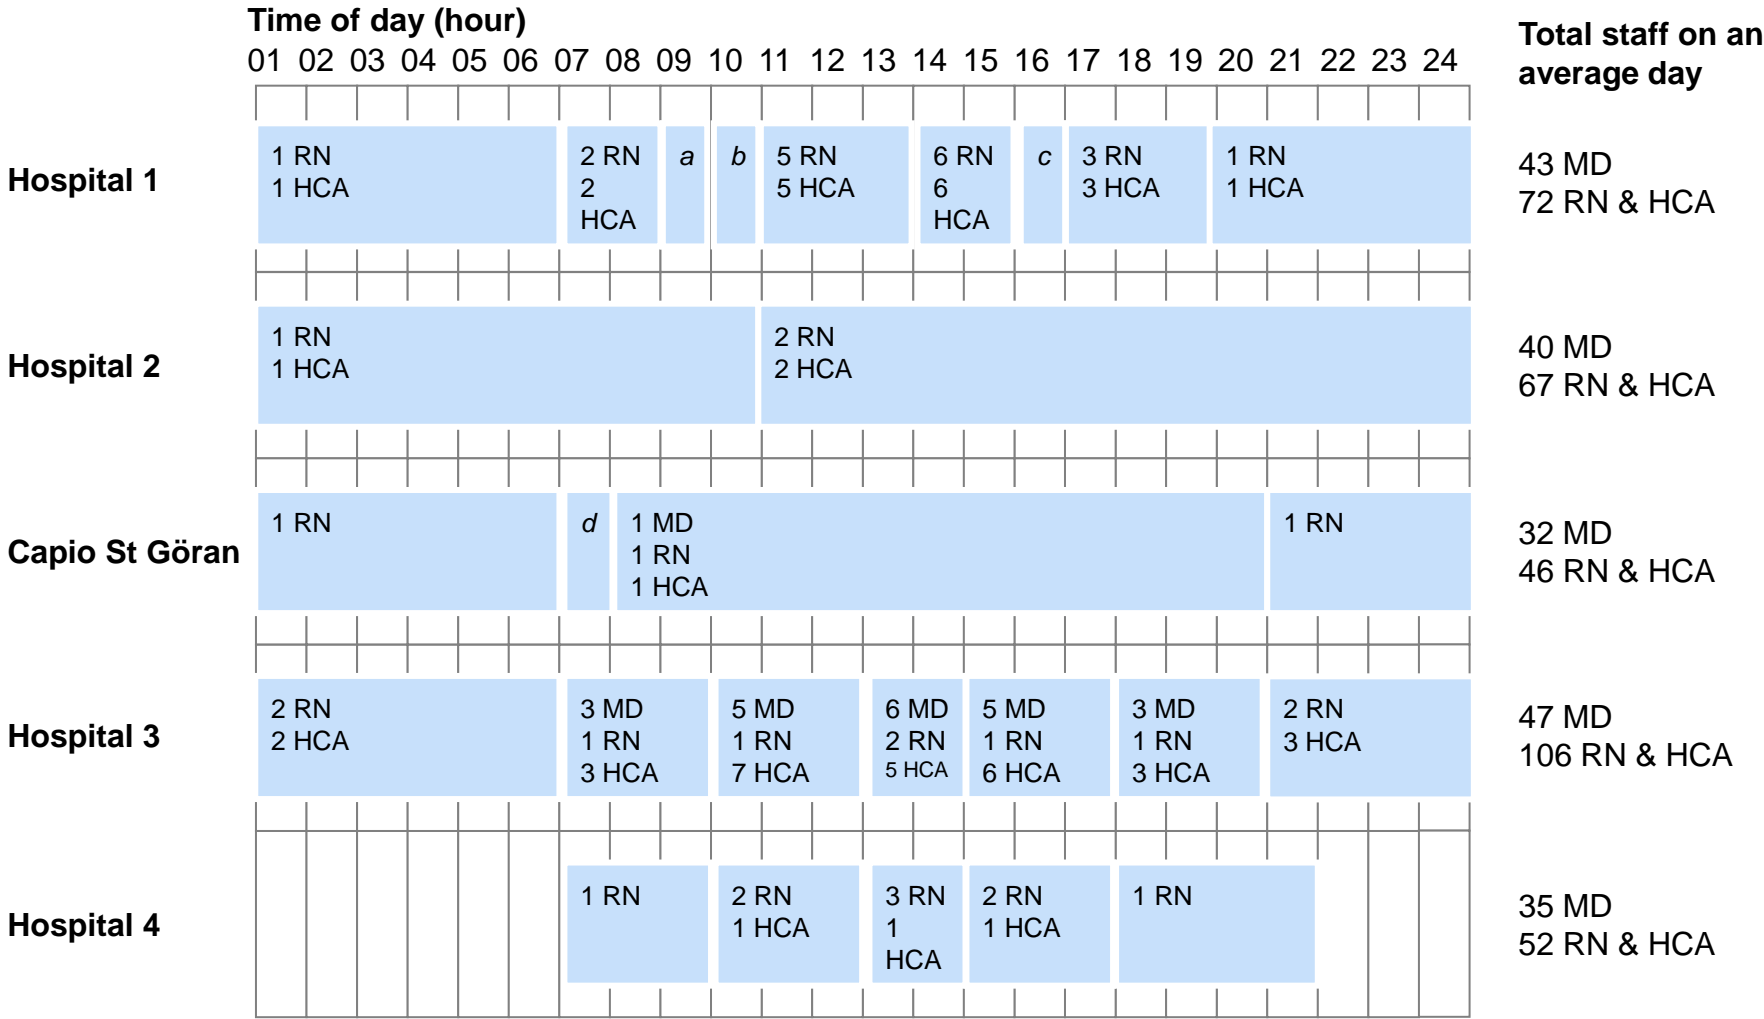 Time of day (hour)
Total staff on an
average day
01 02 03 04 05 06 07 08 09 10 11 12 13 14 15 16 17 18 19 20 21 22 23 24
Hospital 1
1 RN
1 HCA
2 RN
2
HCA
a
b
5 RN
5 HCA
6 RN
6
HCA
c
3 RN
3 HCA
1 RN
1 HCA
43 MD
72 RN & HCA
Hospital 2
1 RN
1 HCA
2 RN
2 HCA
40 MD
67 RN & HCA
Capio St Göran
1 RN
d
1 MD
1 RN
1 HCA
1 RN
32 MD
46 RN & HCA
Hospital 3
2 RN
2 HCA
3 MD
1 RN
3 HCA
5 MD
1 RN
7 HCA
6 MD
2 RN
5 HCA
5 MD
1 RN
6 HCA
3 MD
1 RN
3 HCA
2 RN
3 HCA
47 MD
106 RN & HCA
Hospital 4
1 RN
2 RN
1 HCA
3 RN
1
HCA
2 RN
1 HCA
1 RN
35 MD
52 RN & HCA